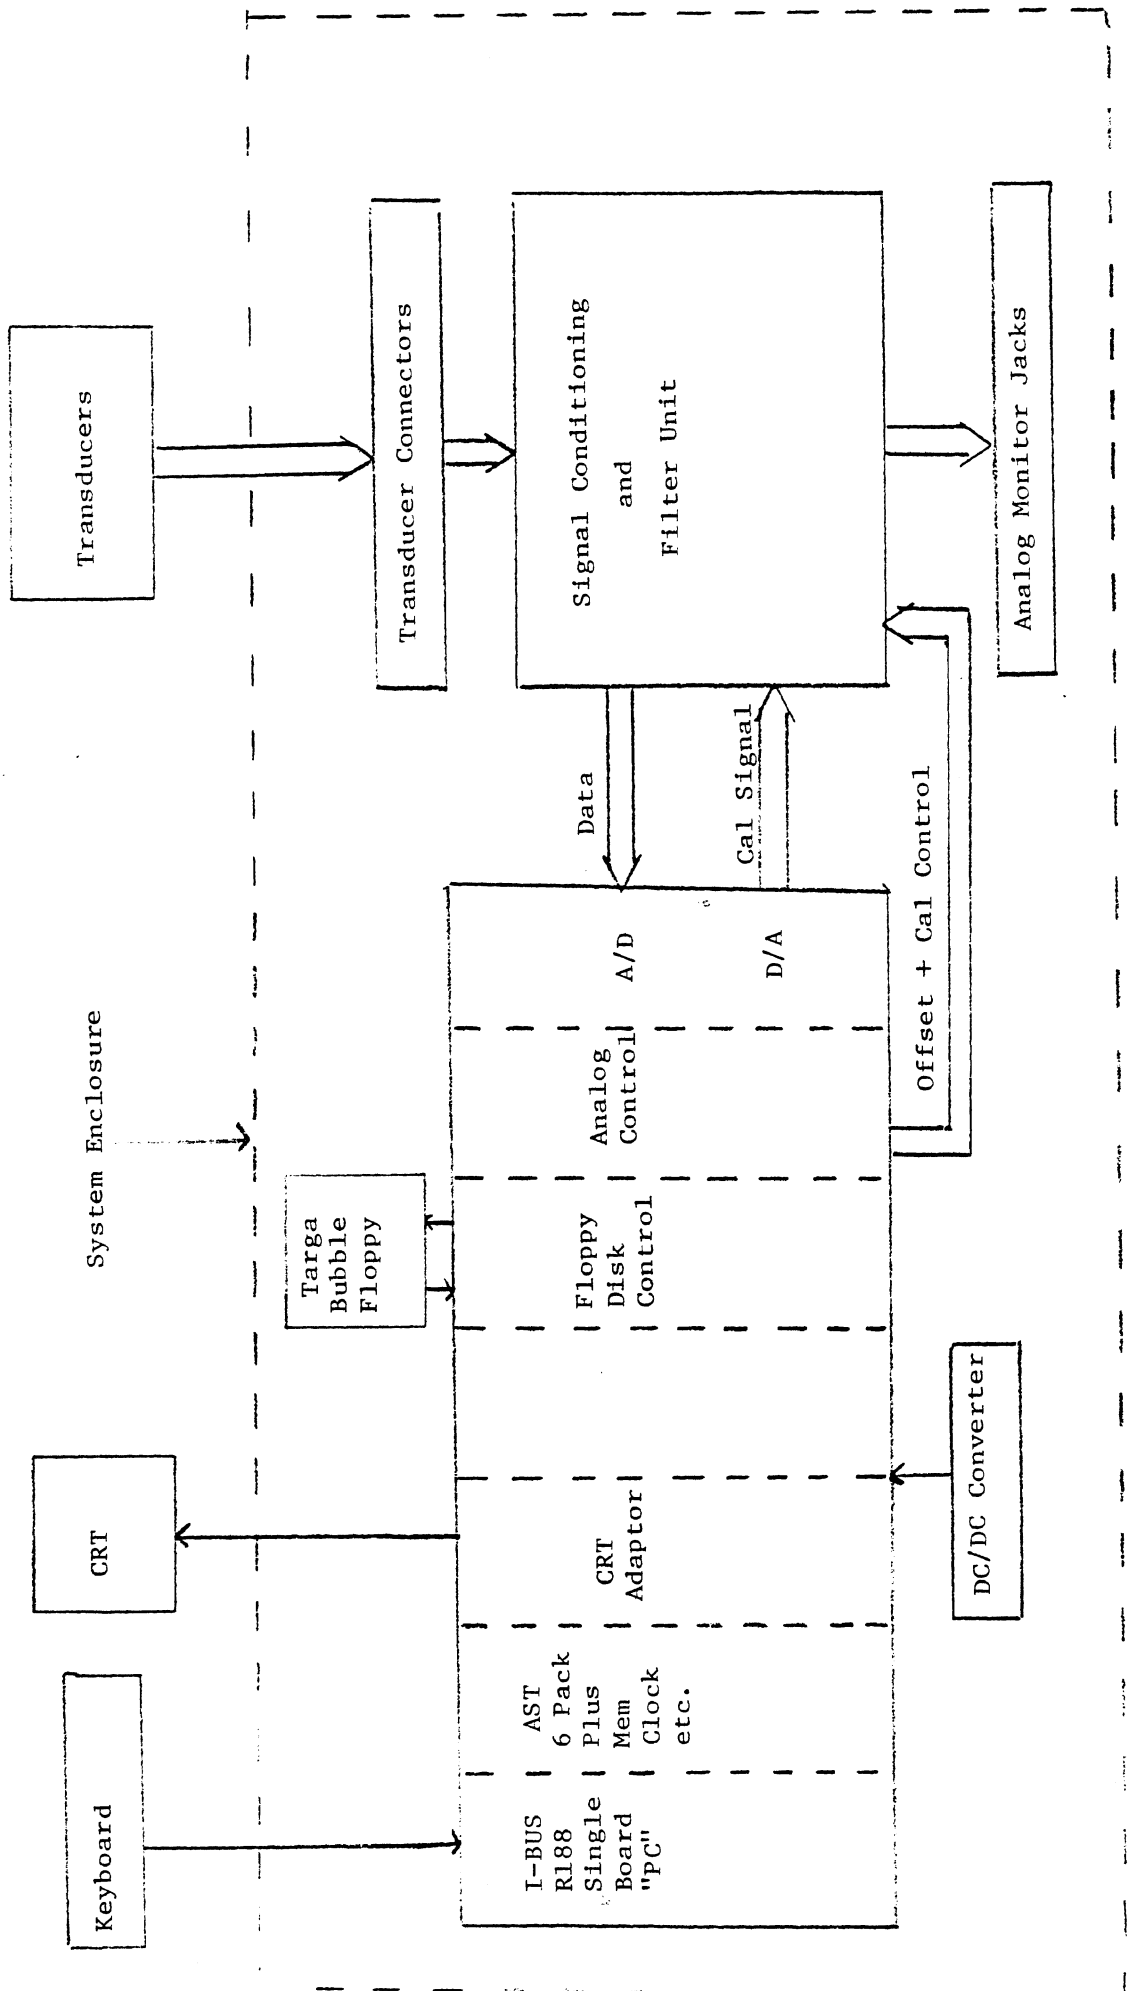 Keyboard
CRT
System Enclosure
Transducers
Targa
Bubble
Floppy
Transducer Connectors
I-BUS
R188
Single
Board
"PC"
AST
6 Pack
Plus
Mem
Clock
etc.
CRT
Adaptor
Floppy
Disk
Control
Analog
Control
A/D
D/A
Data
Cal Signal
Signal Conditioning
and
Filter Unit
Offset + Cal Control
DC/DC Converter
Analog Monitor Jacks